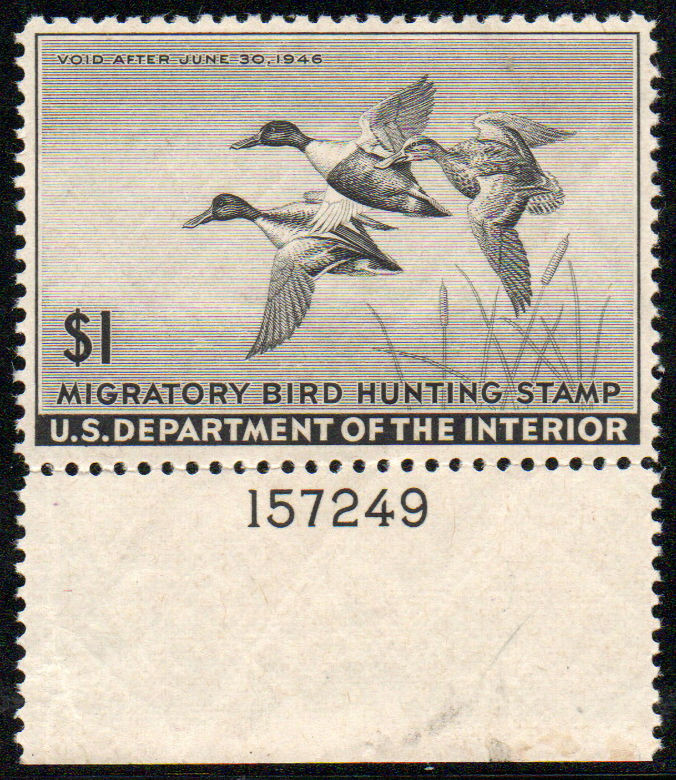 VOID AFTER JUNE 30, 1946
$1
MIGRATORY BIRD HUNTING STAMP
U.S. DEPARTMENT OF THE INTERIOR
157249